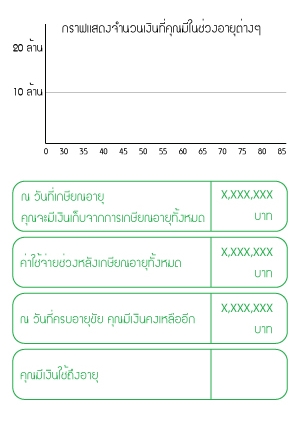 กราฟแสดงจำนวนเงินที่คุณมีในช่วงอายุต่างๆ
20 ล้าน
10 ล้าน
0 30 35 40 45 50 55 60 65 70 75 80 85
ณ วันที่เกษียณอายุ
คุณจะมีเงินเก็บจากการเกษียณอายุทั้งหมด
X,XXX,XXX
บาท
ค่าใช้จ่ายช่วงหลังเกษียณอายุทั้งหมด
X,XXX,XXX
บาท
ณ วันที่ครบอายุขัย คุณมีเงินคงเหลืออีก
X,XXX,XXX
บาท
คุณมีเงินใช้ถึงอายุ